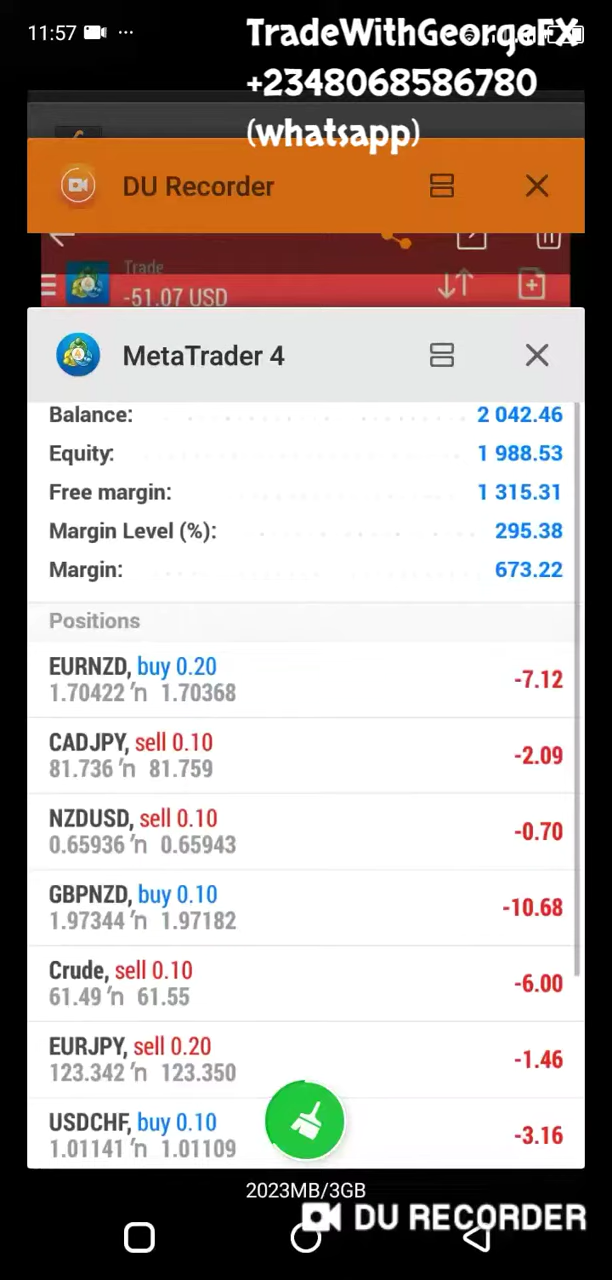 11:57
TradeWithGeorgeFX
+2348068586780
(whatsapp)
DU Recorder
Trade
-51.07 USD
MetaTrader 4
Balance: 2 042.46
Equity: 1 988.53
Free margin: 1 315.31
Margin Level (%): 295.38
Margin: 673.22
Positions
EURNZD, buy 0.20
1.70422 1.70368
-7.12
CADJPY, sell 0.10
81.736 81.759
-2.09
NZDUSD, sell 0.10
0.65936 0.65943
-0.70
GBPNZD, buy 0.10
1.97344 1.97182
-10.68
Crude, sell 0.10
61.49 61.55
-6.00
EURJPY, sell 0.20
123.342 123.350
-1.46
USDCHF, buy 0.10
1.01141 1.01109
-3.16
2023MB/3GB
DU RECORDER